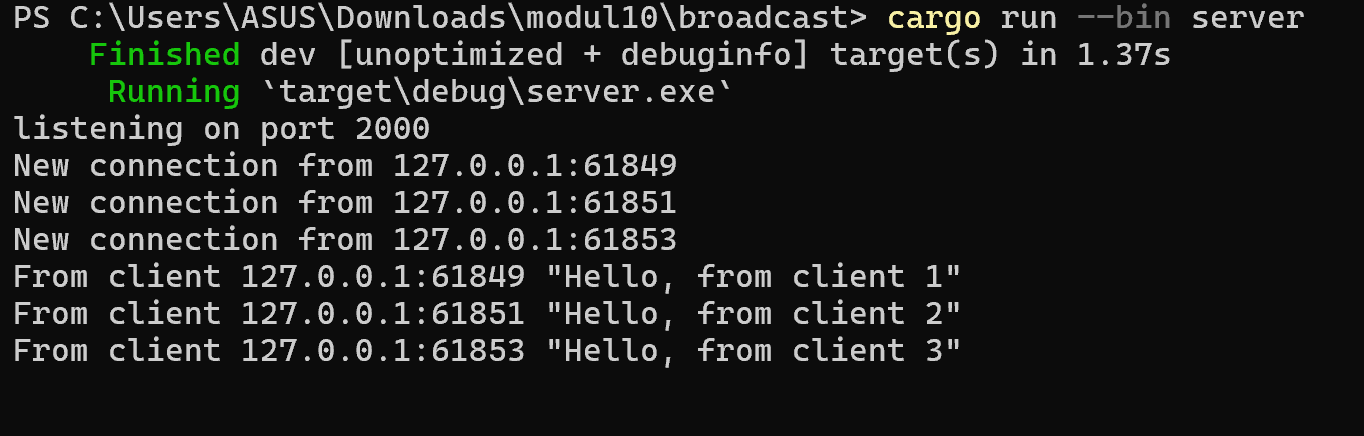 PS C:\Users\ASUS\Downloads\modul10\broadcast> cargo run --bin server
    Finished dev [unoptimized + debuginfo] target(s) in 1.37s
     Running `target\debug\server.exe`
listening on port 2000
New connection from 127.0.0.1:61849
New connection from 127.0.0.1:61851
New connection from 127.0.0.1:61853
From client 127.0.0.1:61849 "Hello, from client 1"
From client 127.0.0.1:61851 "Hello, from client 2"
From client 127.0.0.1:61853 "Hello, from client 3"